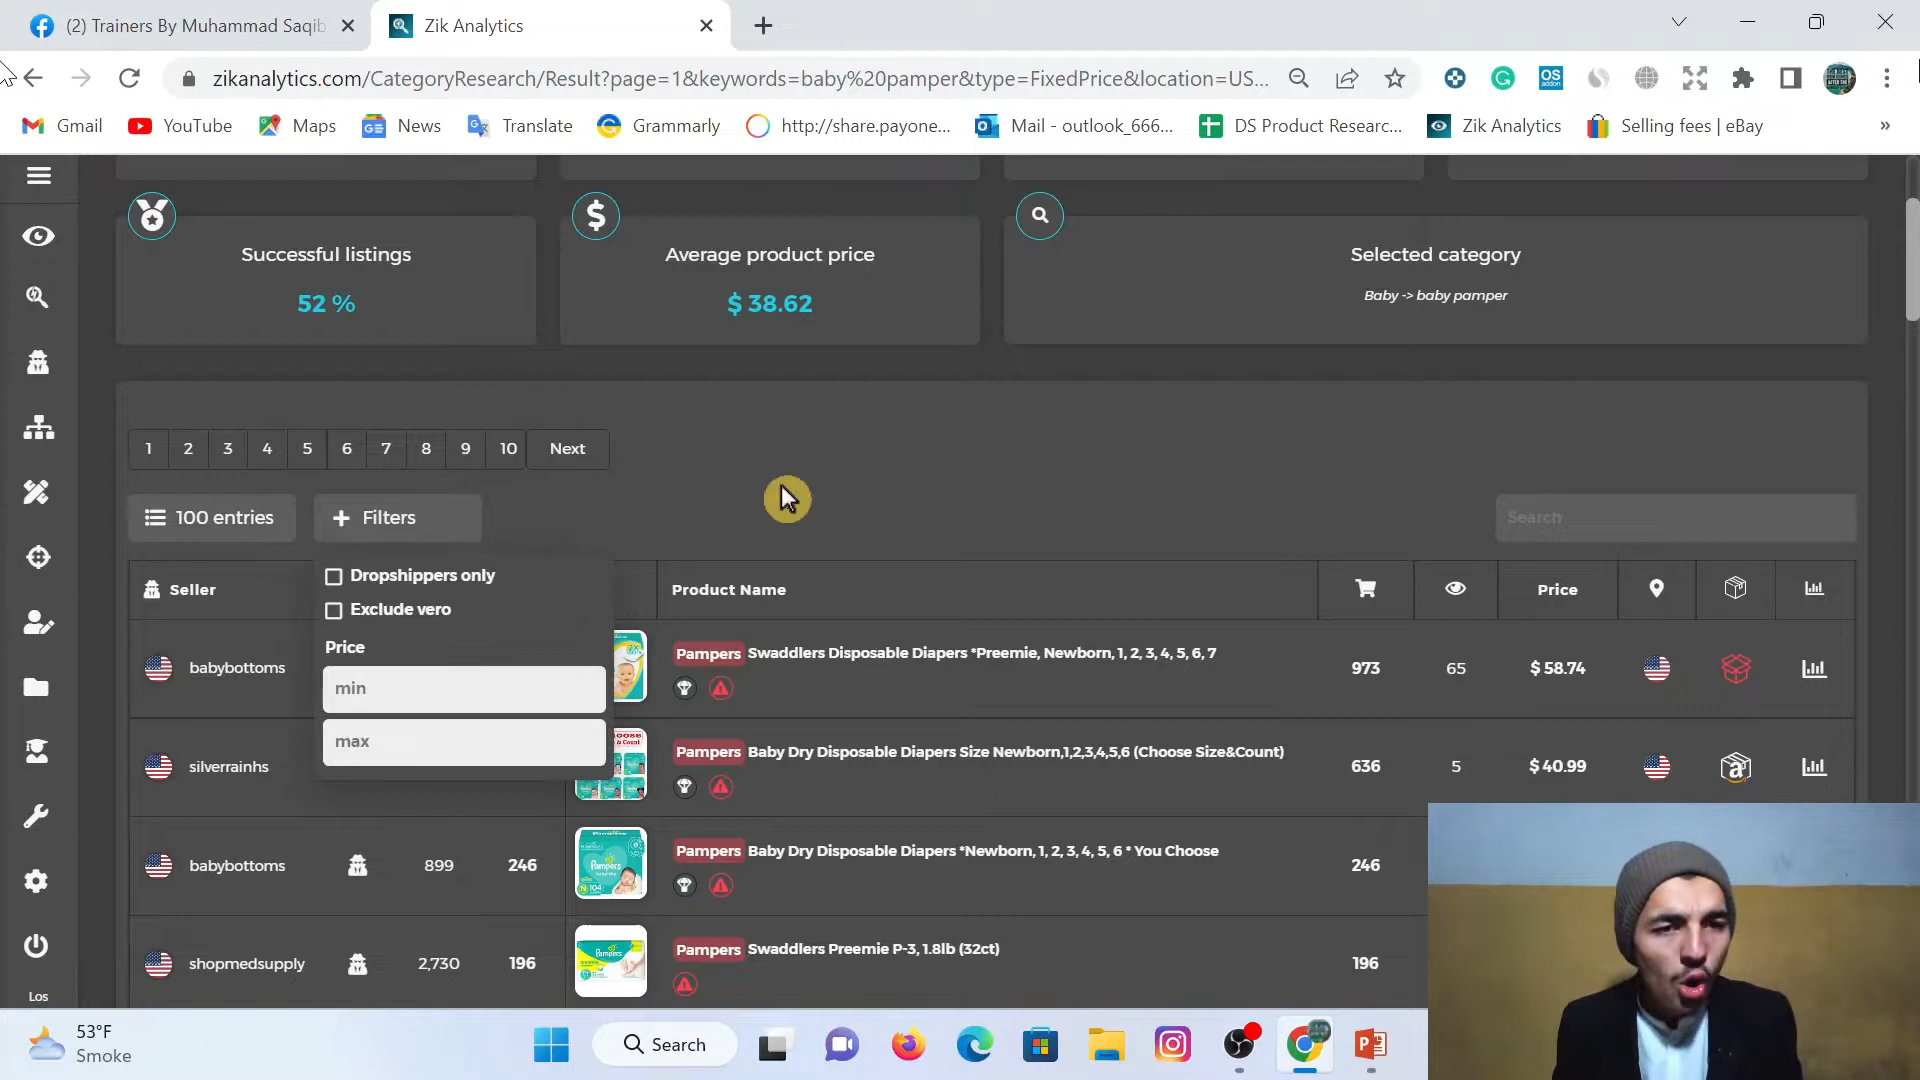 (2) Trainers By Muhammad Saqib
Zik Analytics
zikanalytics.com/CategoryResearch/Result?page=1&keywords=baby%20pamper&type=FixedPrice&location=US...
OS
addon
Gmail
YouTube
Maps
News
Translate
Grammarly
http://share.payone...
Mail - outlook_666...
DS Product Researc...
Zik Analytics
Selling fees | eBay
»
Successful listings
52 %
Average product price
$ 38.62
Selected category
Baby -> baby pamper
1 2 3 4 5 6 7 8 9 10 Next
100 entries
+ Filters
Search
Seller
Dropshippers only
Exclude vero
Price
min
max
Product Name
Price
babybottoms
Pampers Swaddlers Disposable Diapers *Preemie, Newborn, 1, 2, 3, 4, 5, 6, 7
973 65 $ 58.74
silverrainhs
Pampers Baby Dry Disposable Diapers Size Newborn,1,2,3,4,5,6 (Choose Size&Count)
636 5 $ 40.99
babybottoms 899 246
Pampers Baby Dry Disposable Diapers *Newborn, 1, 2, 3, 4, 5, 6 * You Choose
246
shopmedsupply 2,730 196
Pampers Swaddlers Preemie P-3, 1.8lb (32ct)
196
Los
53°F
Smoke
Search